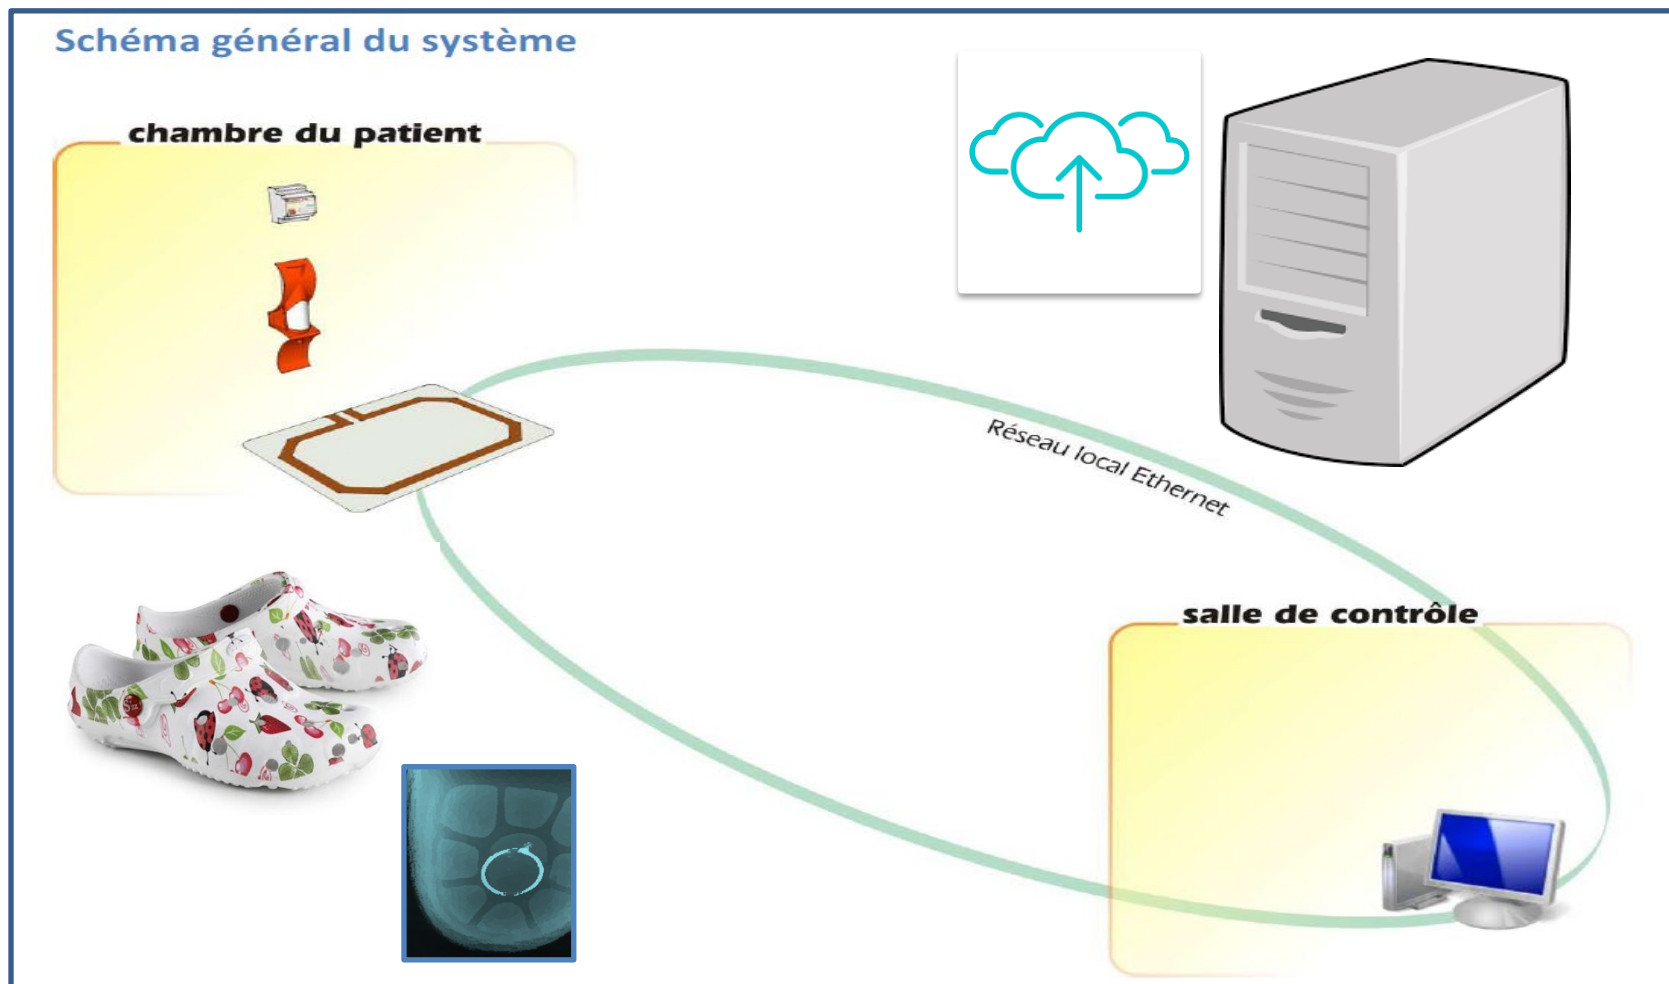 Schéma général du système
chambre du patient
Réseau local Ethernet
salle de contrôle